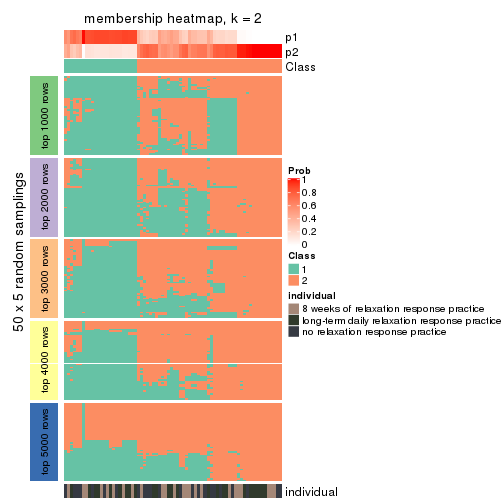 membership heatmap, k = 2
p1
p2
Class
50 x 5 random samplings
top 1000 rows
top 2000 rows
top 3000 rows
top 4000 rows
top 5000 rows
Prob
1
0.8
0.6
0.4
0.2
0
Class
1
2
individual
8 weeks of relaxation response practice
long-term daily relaxation response practice
no relaxation response practice
individual